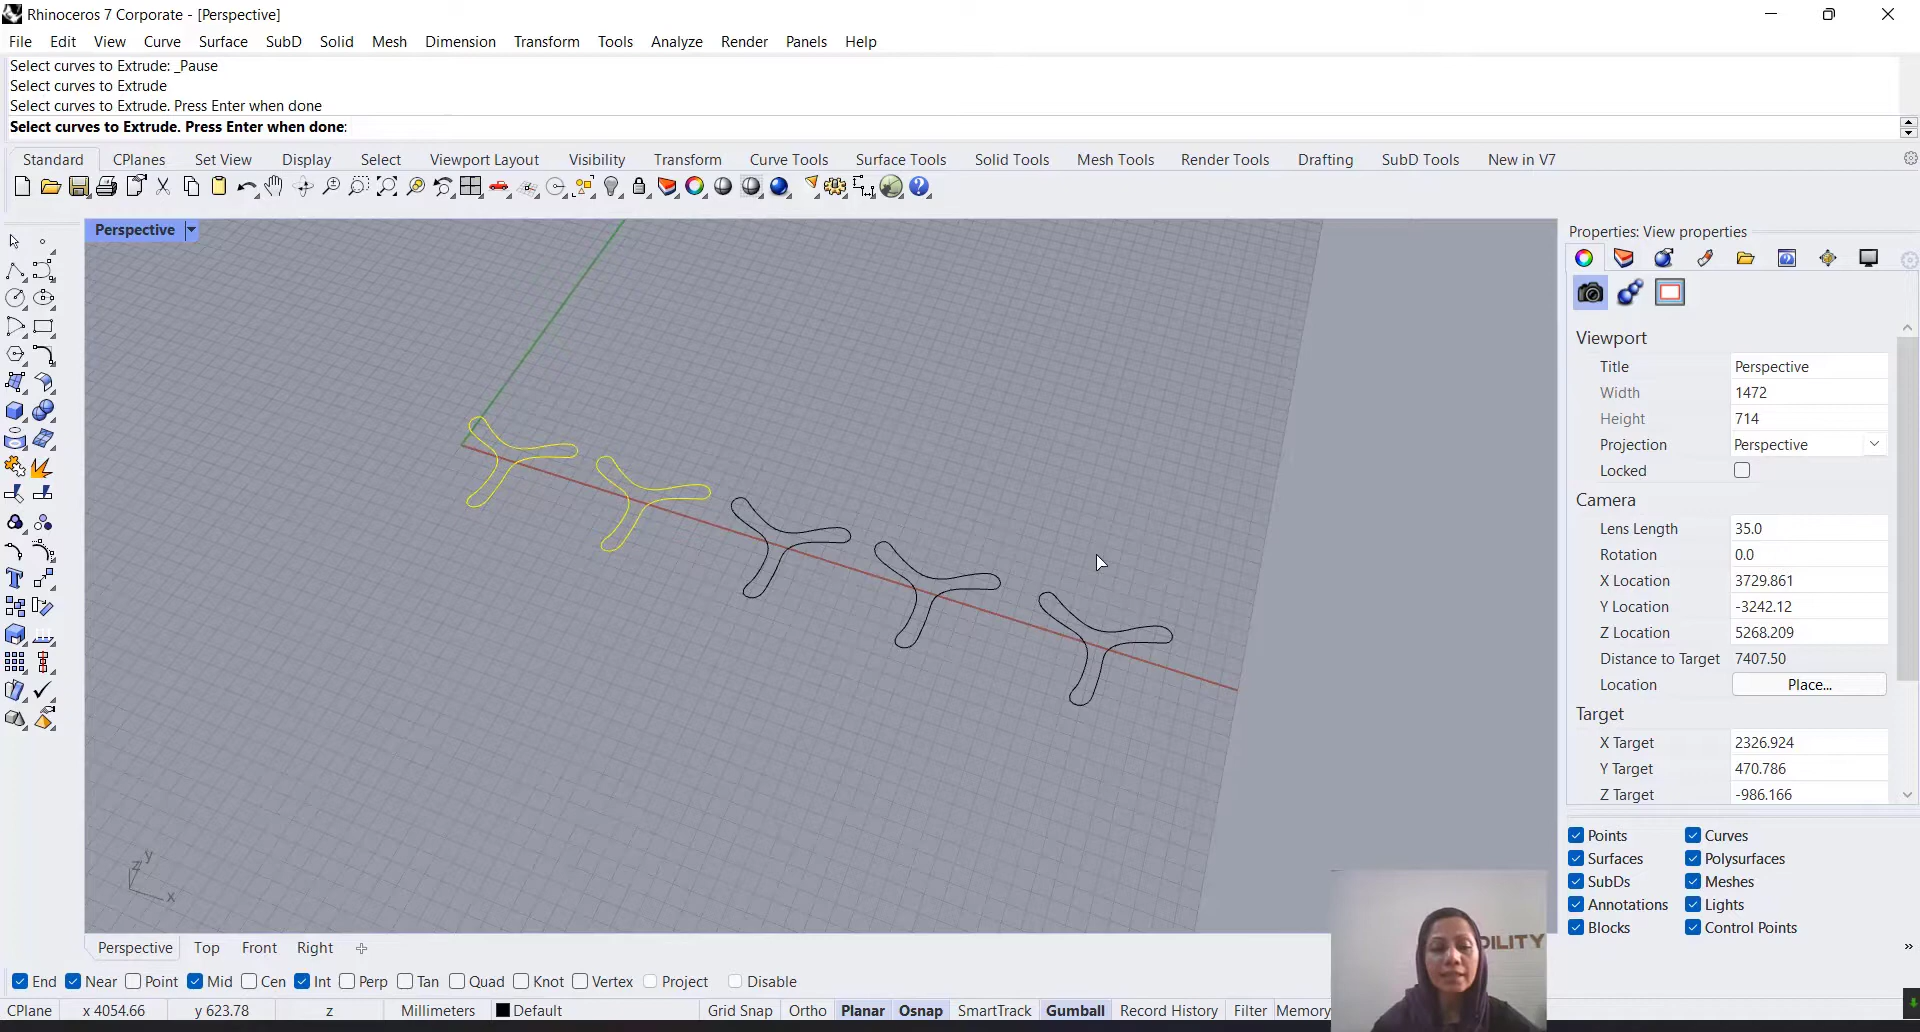 Rhinoceros 7 Corporate - [Perspective]
File Edit View Curve Surface SubD Solid Mesh Dimension Transform Tools Analyze Render Panels Help
Select curves to Extrude: _Pause
Select curves to Extrude
Select curves to Extrude. Press Enter when done
Select curves to Extrude. Press Enter when done:
Standard CPlanes Set View Display Select Viewport Layout Visibility Transform Curve Tools Surface Tools Solid Tools Mesh Tools Render Tools Drafting SubD Tools New in V7
Perspective
Properties: View properties
Viewport
Title Perspective
Width 1472
Height 714
Projection Perspective
Locked
Camera
Lens Length 35.0
Rotation 0.0
X Location 3729.861
Y Location -3242.12
Z Location 5268.209
Distance to Target 7407.50
Location Place...
Target
X Target 2326.924
Y Target 470.786
Z Target -986.166
Points Curves
Surfaces Polysurfaces
SubDs Meshes
Annotations Lights
Blocks Control Points
z y x
Perspective Top Front Right
End Near Point Mid Cen Int Perp Tan Quad Knot Vertex Project Disable
CPlane x 4054.66 y 623.78 z Millimeters Default Grid Snap Ortho Planar Osnap SmartTrack Gumball Record History Filter Memory